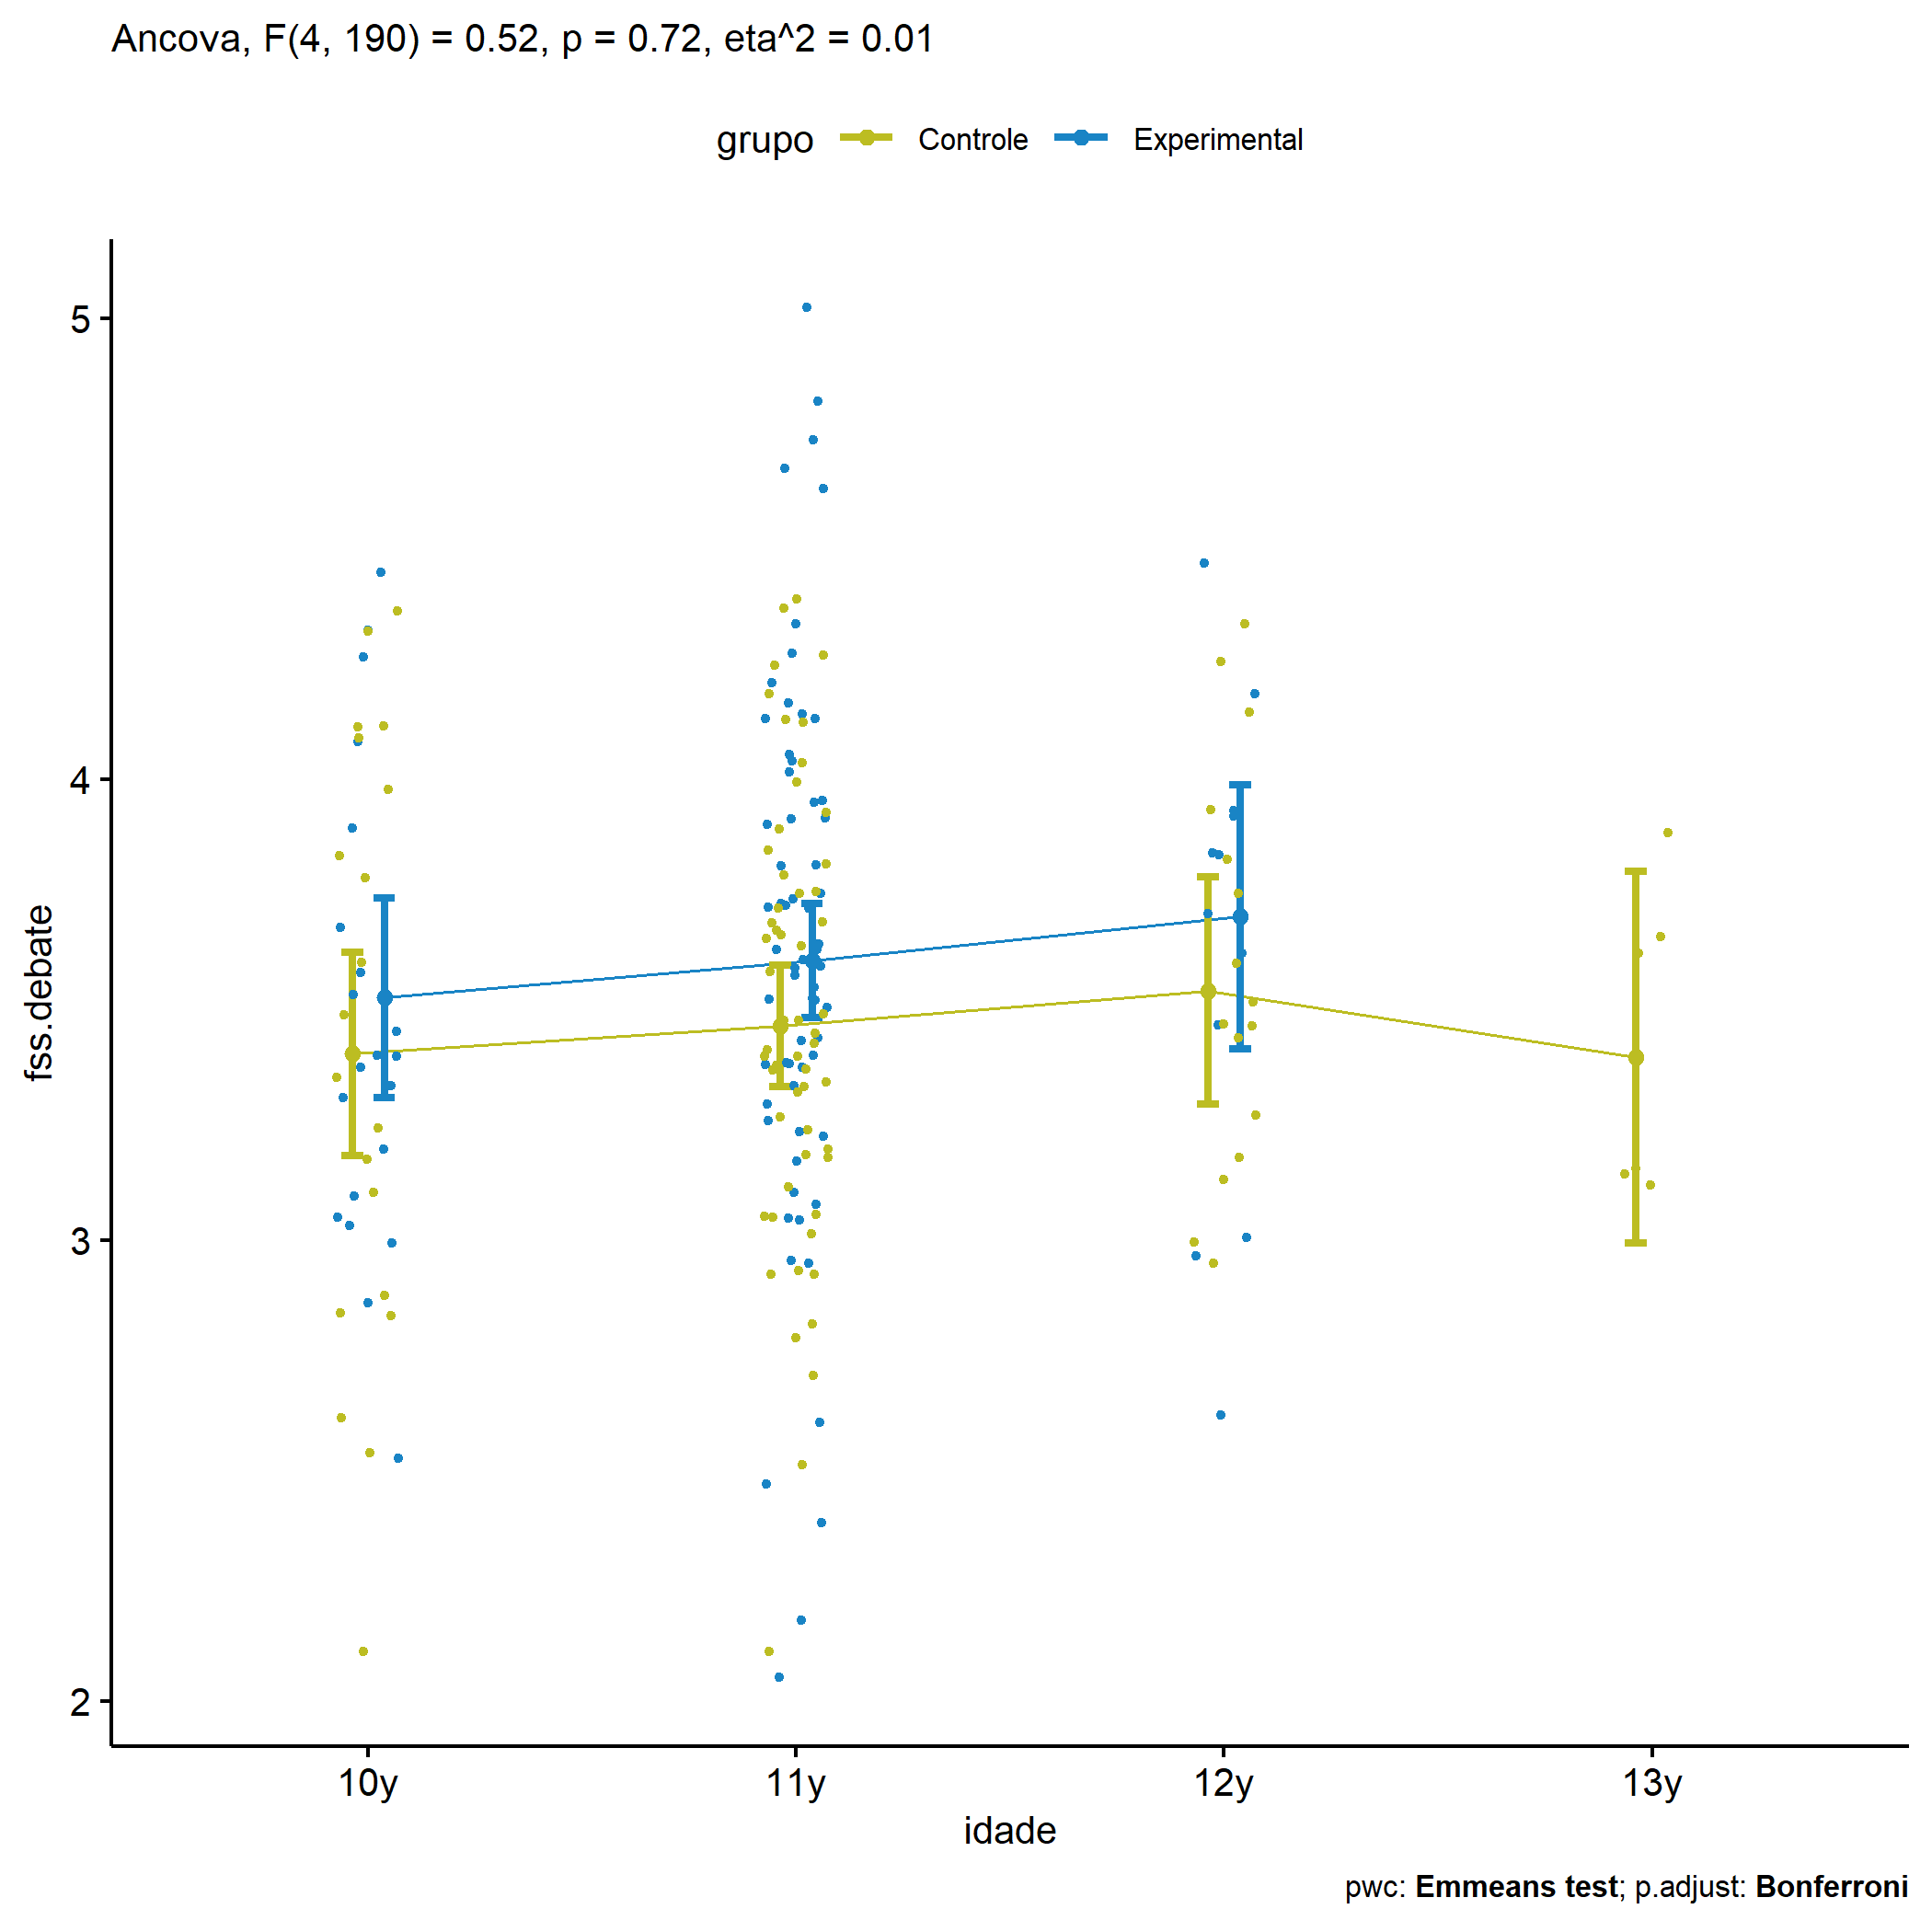 Ancova, F(4, 190) = 0.52, p = 0.72, eta^2 = 0.01
grupo Controle Experimental
5
4
3
2
fss.debate
10y 11y 12y 13y
idade
pwc: Emmeans test; p.adjust: Bonferroni